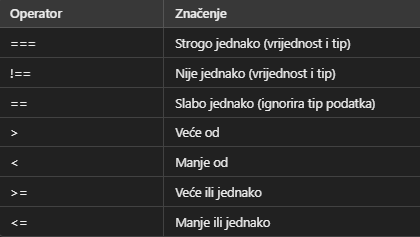 Operator Značenje
=== Strogo jednako (vrijednost i tip)
!== Nije jednako (vrijednost i tip)
== Slabo jednako (ignorira tip podatka)
> Veće od
< Manje od
>= Veće ili jednako
<= Manje ili jednako